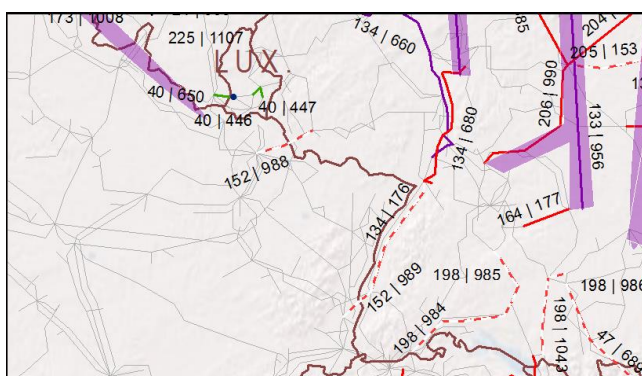 173 | 1008
225 | 1107
LUX.
40 | 650
40 | 446
40 | 447
152 | 988
134 | 660
134 | 680
134 | 176
152 | 989
198 | 984
198 | 985
164 | 177
206 | 990
204 |
205 | 153
133 | 956
198 | 986
198 | 1043
47 | 689